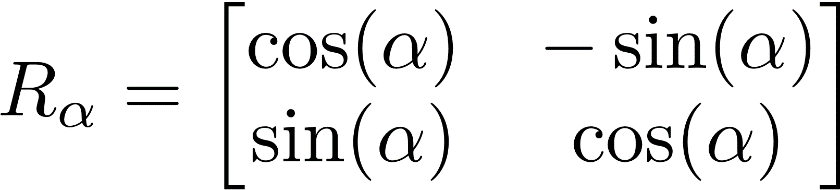 R_α = [ cos(α) −sin(α)
sin(α) cos(α) ]